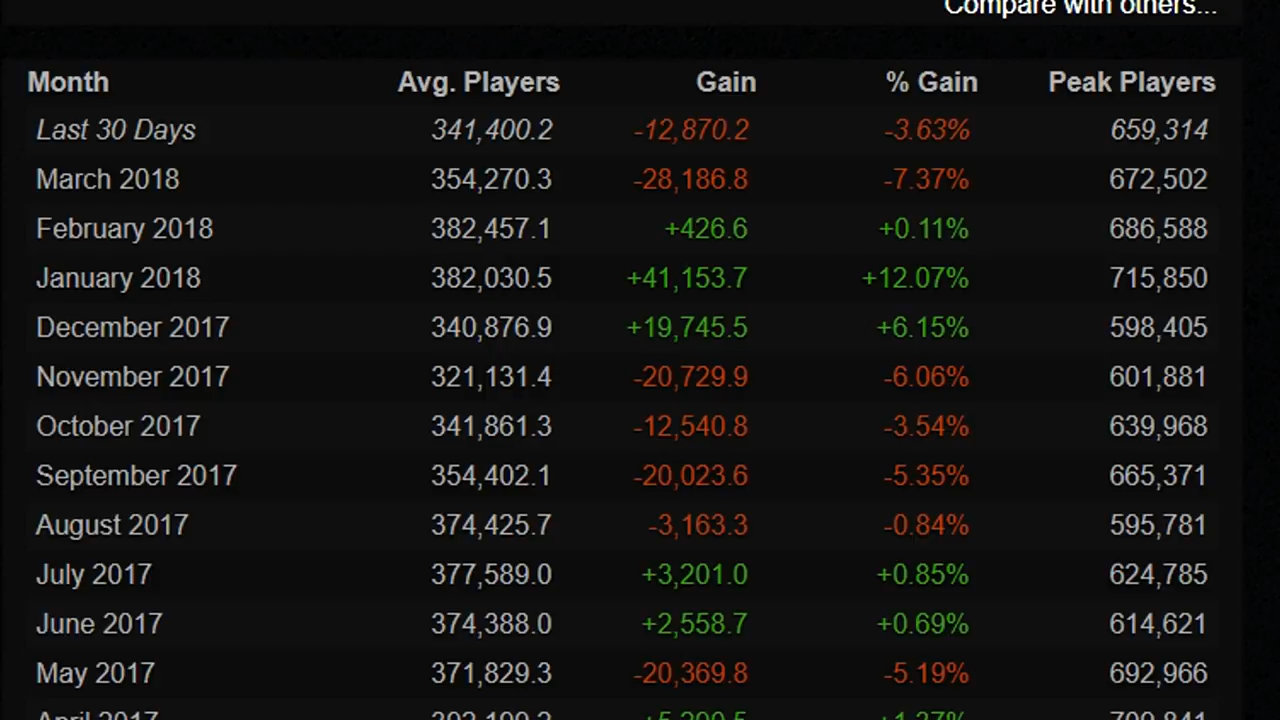 Compare with others...
Month Avg. Players Gain % Gain Peak Players
Last 30 Days 341,400.2 -12,870.2 -3.63% 659,314
March 2018 354,270.3 -28,186.8 -7.37% 672,502
February 2018 382,457.1 +426.6 +0.11% 686,588
January 2018 382,030.5 +41,153.7 +12.07% 715,850
December 2017 340,876.9 +19,745.5 +6.15% 598,405
November 2017 321,131.4 -20,729.9 -6.06% 601,881
October 2017 341,861.3 -12,540.8 -3.54% 639,968
September 2017 354,402.1 -20,023.6 -5.35% 665,371
August 2017 374,425.7 -3,163.3 -0.84% 595,781
July 2017 377,589.0 +3,201.0 +0.85% 624,785
June 2017 374,388.0 +2,558.7 +0.69% 614,621
May 2017 371,829.3 -20,369.8 -5.19% 692,966
April 2017